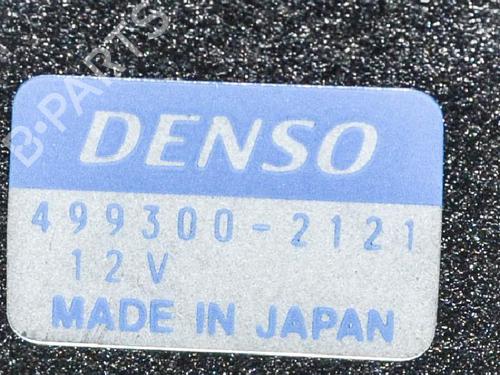 B-PARTS
DENSO
499300-2121
12V
MADE IN JAPAN